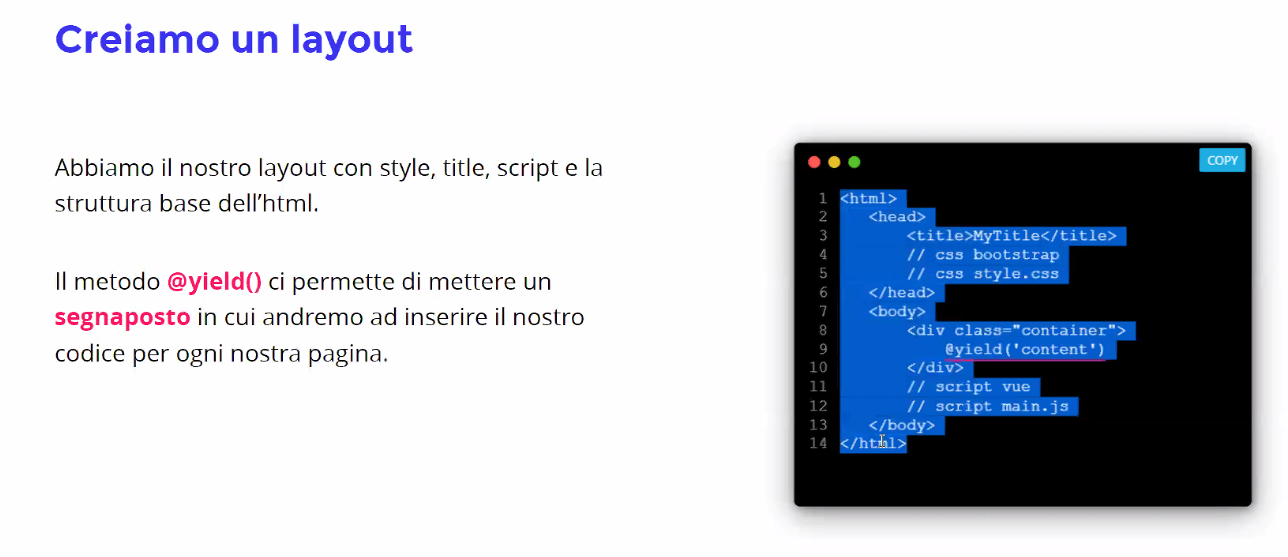 Creiamo un layout
Abbiamo il nostro layout con style, title, script e la
struttura base dell’html.
Il metodo @yield() ci permette di mettere un
segnaposto in cui andremo ad inserire il nostro
codice per ogni nostra pagina.
COPY
1 <html>
2 <head>
3 <title>MyTitle</title>
4 // css bootstrap
5 // css style.css
6 </head>
7 <body>
8 <div class="container">
9 @yield('content')
10 </div>
11 // script vue
12 // script main.js
13 </body>
14 </html>